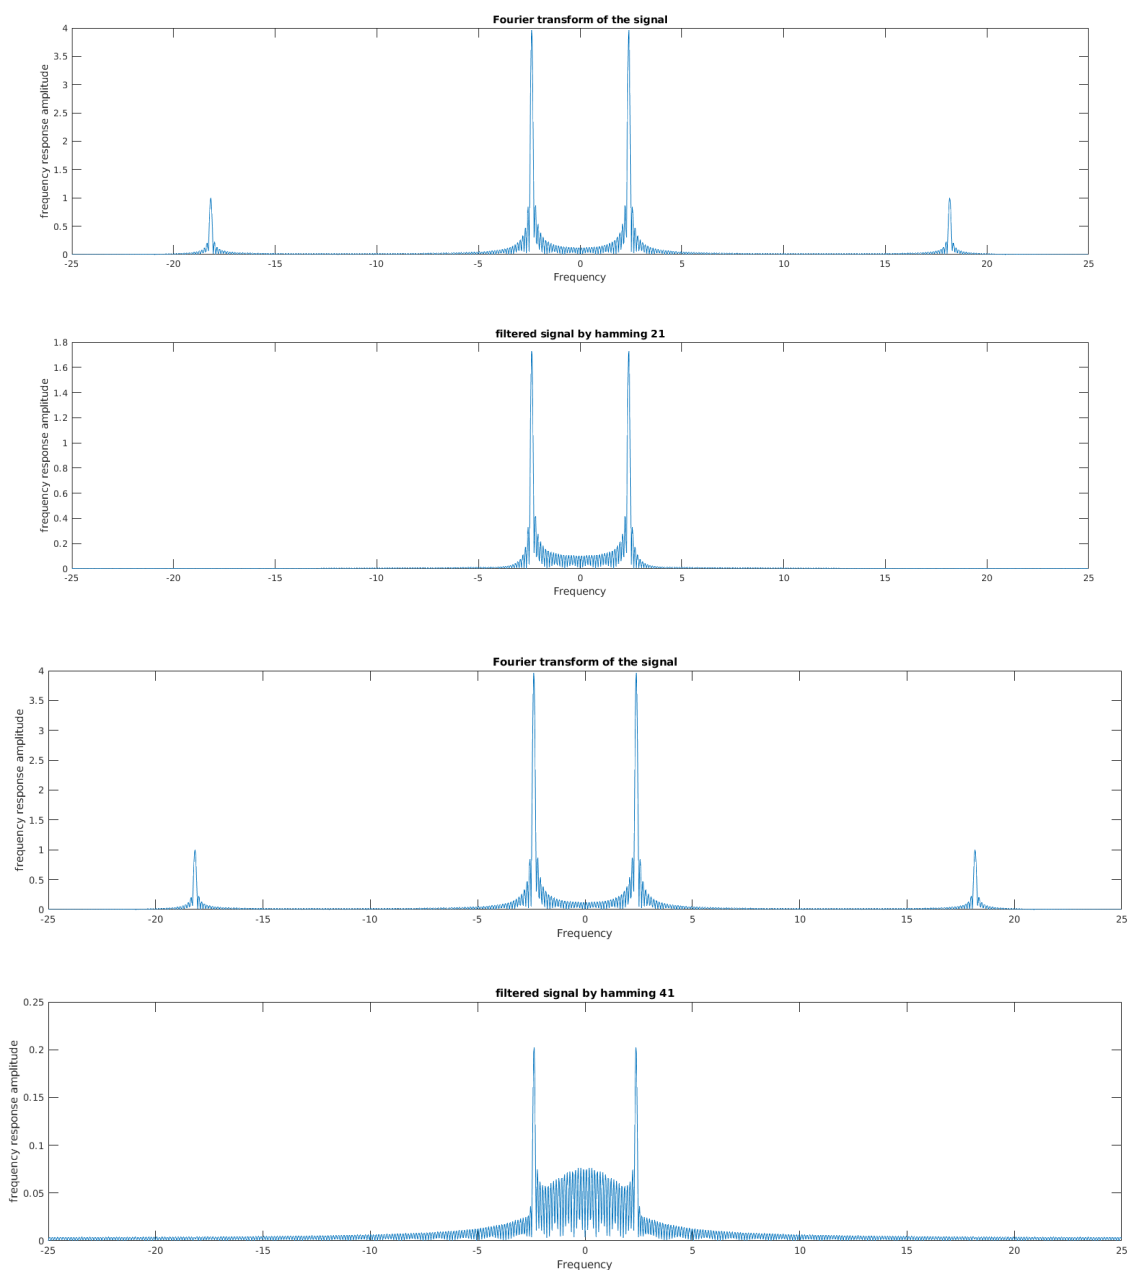 Fourier transform of the signal
4
3.5
3
2.5
2
1.5
1
0.5
0
frequency response amplitude
-25 -20 -15 -10 -5 0 5 10 15 20 25
Frequency
filtered signal by hamming 21
1.8
1.6
1.4
1.2
1
0.8
0.6
0.4
0.2
0
frequency response amplitude
-25 -20 -15 -10 -5 0 5 10 15 20 25
Frequency
Fourier transform of the signal
4
3.5
3
2.5
2
1.5
1
0.5
0
frequency response amplitude
-25 -20 -15 -10 -5 0 5 10 15 20 25
Frequency
filtered signal by hamming 41
0.25
0.2
0.15
0.1
0.05
0
frequency response amplitude
-25 -20 -15 -10 -5 0 5 10 15 20 25
Frequency